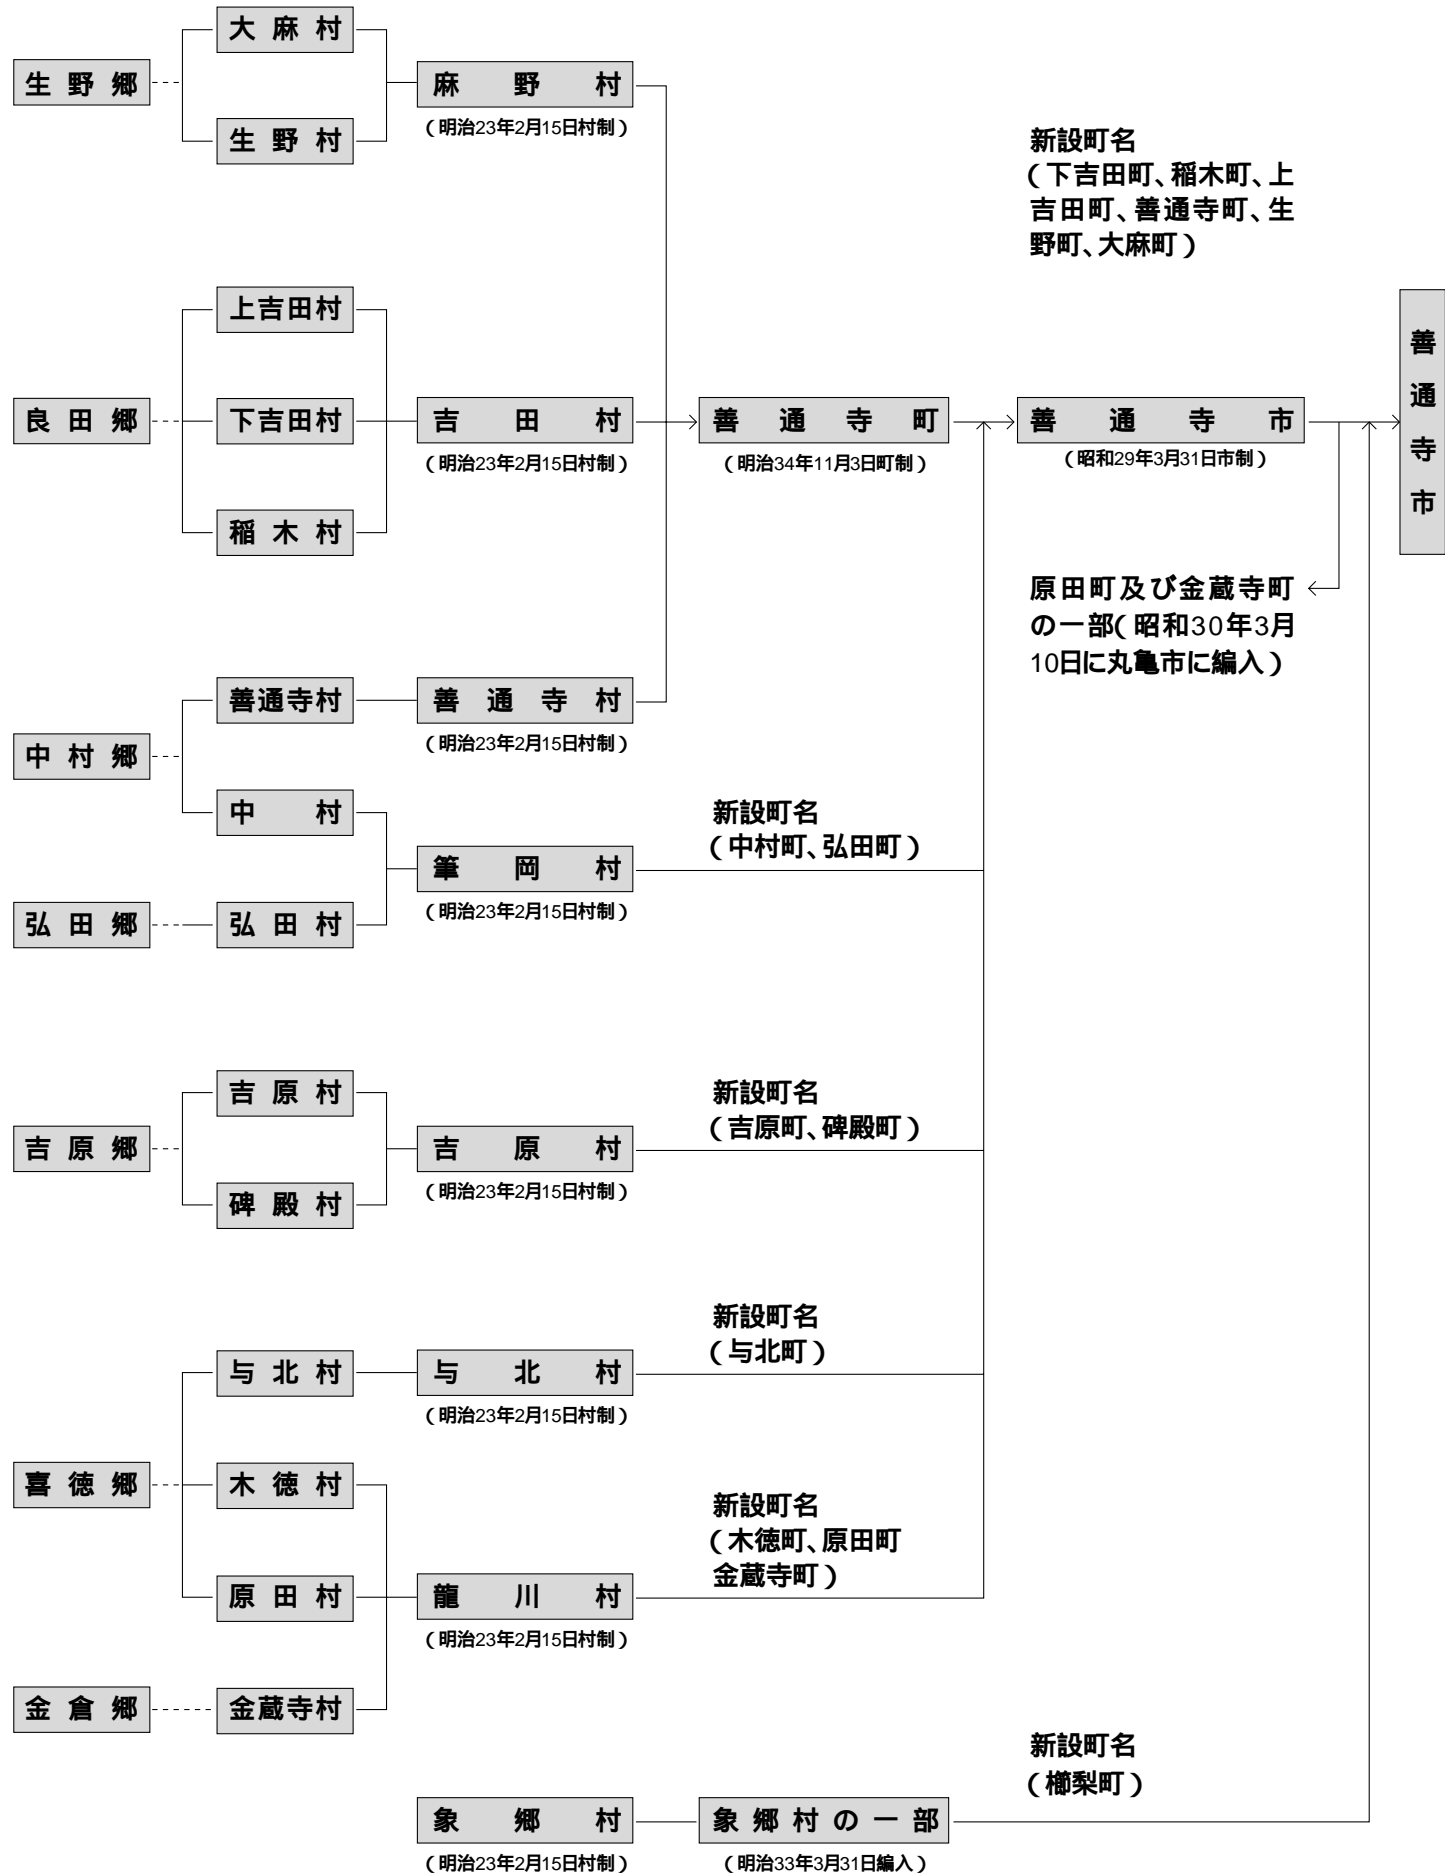 大麻村
生野郷
麻野村
（明治23年2月15日村制）
生野村
新設町名
（下吉田町、稲木町、上
吉田町、善通寺町、生
野町、大麻町）
上吉田村
良田郷
下吉田村
吉田村
（明治23年2月15日村制）
善通寺町
（明治34年11月3日町制）
善通寺市
（昭和29年3月31日市制）
善通寺市
稲木村
原田町及び金蔵寺町
の一部（昭和30年3月
10日に丸亀市に編入）
善通寺村
善通寺村
（明治23年2月15日村制）
中村郷
中村
新設町名
（中村町、弘田町）
筆岡村
（明治23年2月15日村制）
弘田郷
弘田村
吉原村
新設町名
（吉原町、碑殿町）
吉原郷
吉原村
（明治23年2月15日村制）
碑殿村
新設町名
（与北町）
与北村
与北村
（明治23年2月15日村制）
喜徳郷
木徳村
新設町名
（木徳町、原田町
金蔵寺町）
原田村
龍川村
（明治23年2月15日村制）
金倉郷
金蔵寺村
新設町名
（櫛梨町）
象郷村
（明治23年2月15日村制）
象郷村の一部
（明治33年3月31日編入）